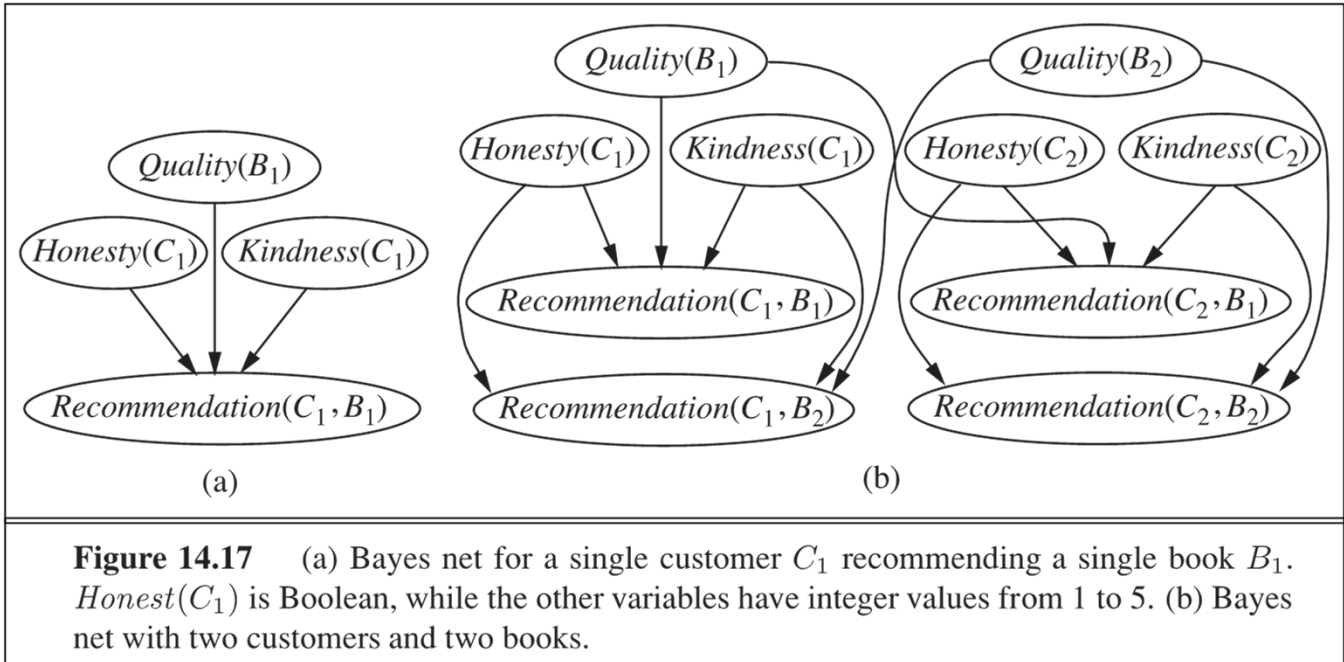 Quality(B1)
Honesty(C1) Kindness(C1)
Recommendation(C1, B1)
(a)
Quality(B1) Quality(B2)
Honesty(C1) Kindness(C1) Honesty(C2) Kindness(C2)
Recommendation(C1, B1) Recommendation(C2, B1)
Recommendation(C1, B2) Recommendation(C2, B2)
(b)
Figure 14.17 (a) Bayes net for a single customer C1 recommending a single book B1.
Honest(C1) is Boolean, while the other variables have integer values from 1 to 5. (b) Bayes
net with two customers and two books.